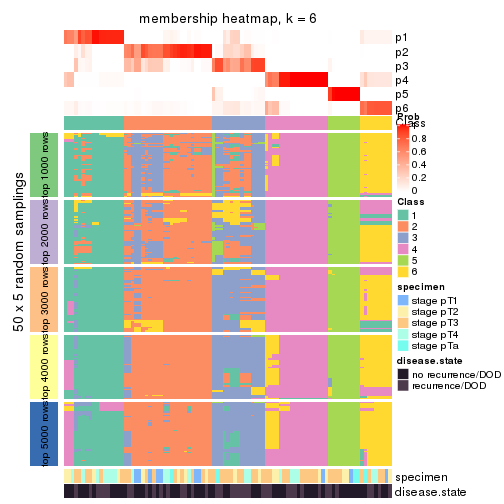 membership heatmap, k = 6
p1
p2
p3
p4
p5
p6
Class
Prob
0.8
0.6
0.4
0.2
0
Class
1
2
3
4
5
6
specimen
stage pT1
stage pT2
stage pT3
stage pT4
stage pTa
disease.state
no recurrence/DOD
recurrence/DOD
50 x 5 random samplings
top 1000 rows
top 2000 rows
top 3000 rows
top 4000 rows
top 5000 rows
specimen
disease.state